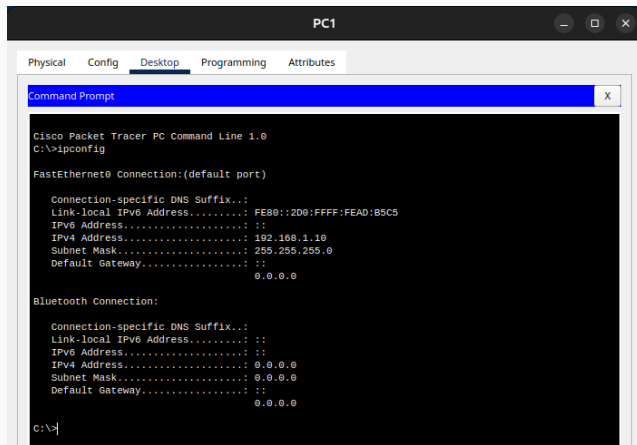 PC1
Physical Config Desktop Programming Attributes
Command Prompt X
Cisco Packet Tracer PC Command Line 1.0
C:\>ipconfig
FastEthernet0 Connection:(default port)
Connection-specific DNS Suffix..:
Link-local IPv6 Address.........: FE80::2D0:FFFF:FEAD:B5C5
IPv6 Address....................: ::
IPv4 Address....................: 192.168.1.10
Subnet Mask.....................: 255.255.255.0
Default Gateway.................: ::
0.0.0.0
Bluetooth Connection:
Connection-specific DNS Suffix..:
Link-local IPv6 Address.........: ::
IPv6 Address....................: ::
IPv4 Address....................: 0.0.0.0
Subnet Mask.....................: 0.0.0.0
Default Gateway.................: ::
0.0.0.0
C:\>